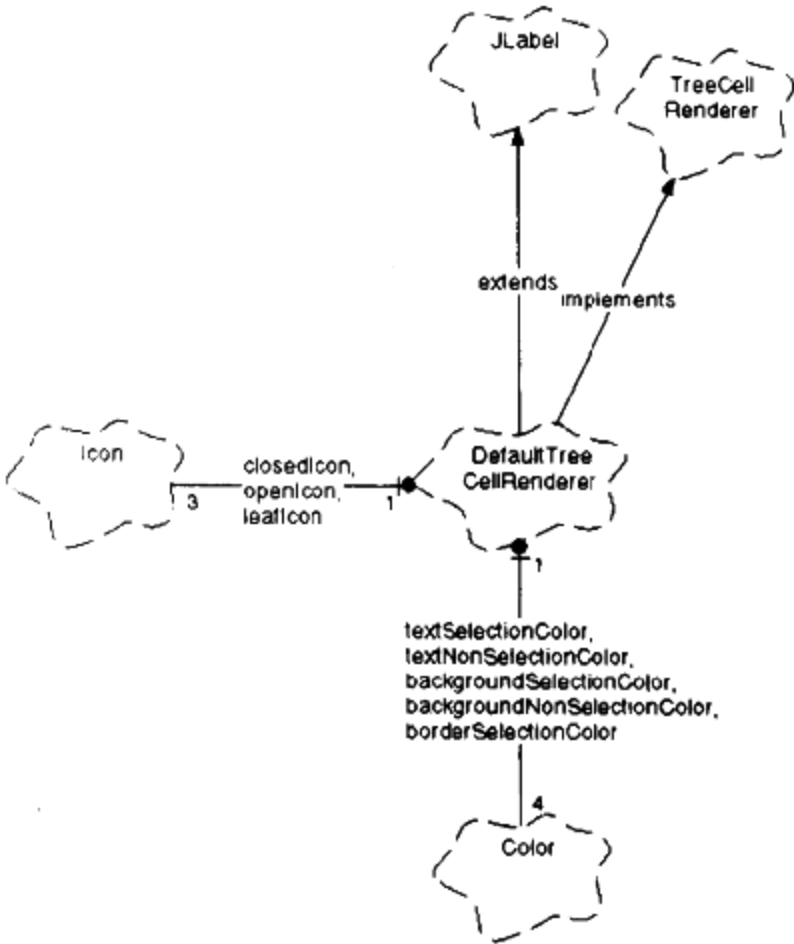 JLabel
TreeCell
Renderer
extends
implements
Icon
closedIcon,
openIcon,
leafIcon
3
1
DefaultTree
CellRenderer
1
textSelectionColor,
textNonSelectionColor,
backgroundSelectionColor,
backgroundNonSelectionColor,
borderSelectionColor
4
Color